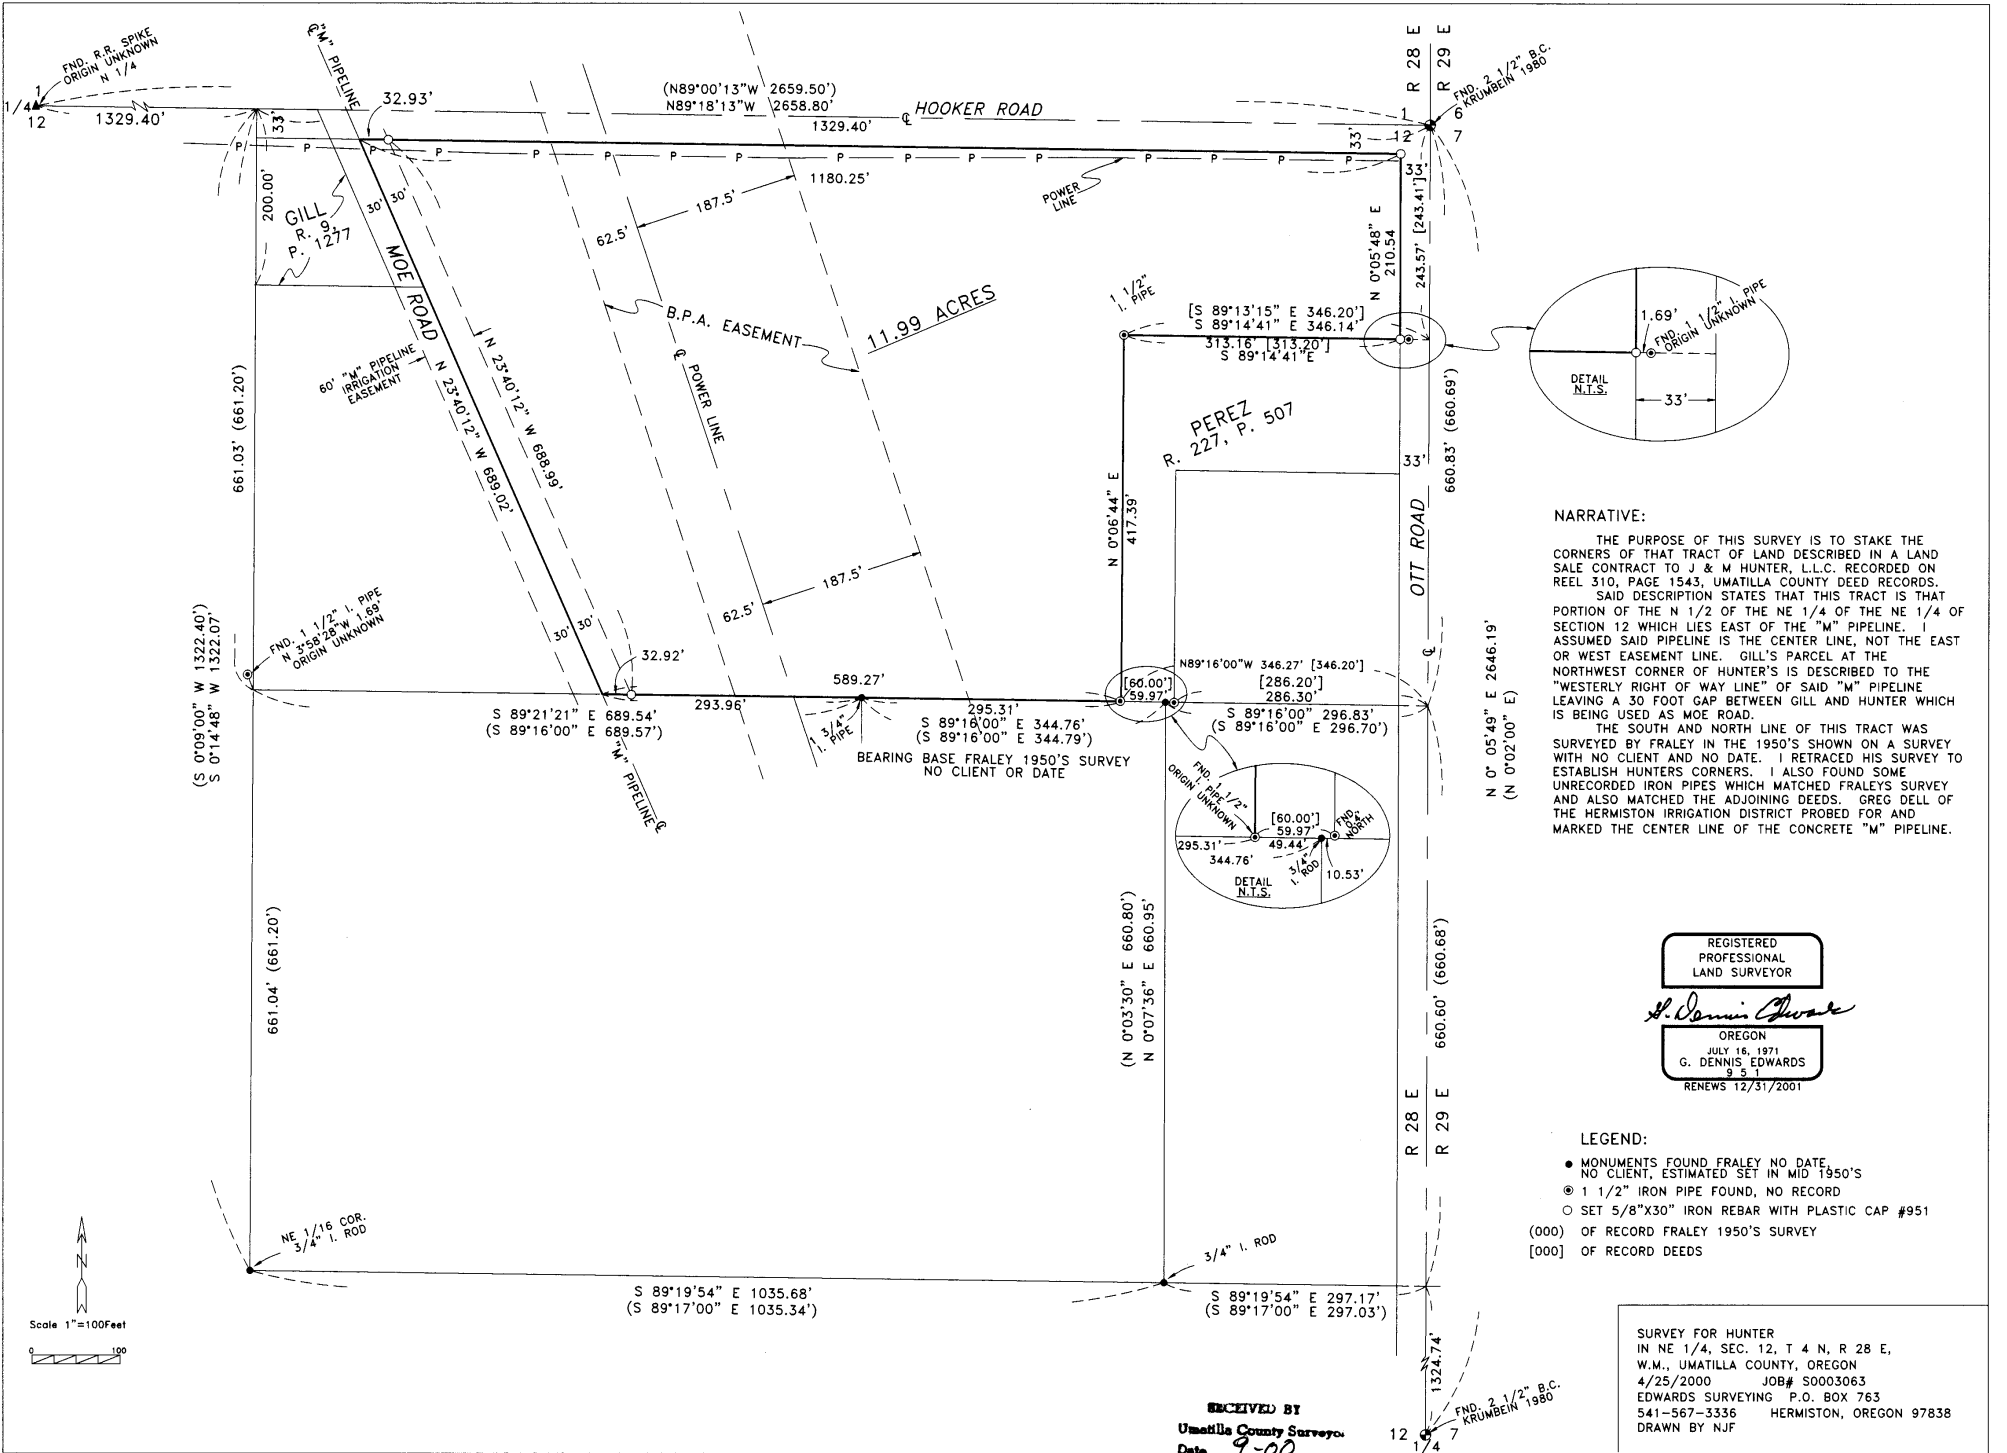 FND. R.R. SPIKE
ORIGIN UNKNOWN
N 1/4
1
1/4
12
1329.40'
℄ "M" PIPELINE
33'
32.93'
(N89°00'13"W 2659.50')
N89°18'13"W 2658.80'
℄ HOOKER ROAD
1329.40'
R 28 E
R 29 E
FND. 2 1/2" B.C.
KRUMBEIN 1980
1 6
12 7
33'
33'
P P P P P P P P P P P P P P P
1180.25'
POWER
LINE
200.00'
GILL
R. 9,
P. 1277
30' 30'
MOE ROAD
187.5'
62.5'
N 0°05'48" E
210.54
243.57' [243.41']
1 1/2"
I. PIPE
[S 89°13'15" E 346.20']
S 89°14'41" E 346.14'
313.16' [313.20']
S 89°14'41"E
1.69'
FND. 1 1/2" I. PIPE
ORIGIN UNKNOWN
DETAIL
N.T.S.
33'
B.P.A. EASEMENT
11.99 ACRES
60' "M" PIPELINE
IRRIGATION
EASEMENT
N 23°40'12" W 688.99'
N 23°40'12" W 689.02'
℄ POWER LINE
661.03' (661.20')
PEREZ
R. 227, P. 507
33'
660.83' (660.69')
N 0°06'44" E
417.39'
OTT ROAD
℄
187.5'
62.5'
NARRATIVE:
THE PURPOSE OF THIS SURVEY IS TO STAKE THE
CORNERS OF THAT TRACT OF LAND DESCRIBED IN A LAND
SALE CONTRACT TO J & M HUNTER, L.L.C. RECORDED ON
REEL 310, PAGE 1543, UMATILLA COUNTY DEED RECORDS.
SAID DESCRIPTION STATES THAT THIS TRACT IS THAT
PORTION OF THE N 1/2 OF THE NE 1/4 OF THE NE 1/4 OF
SECTION 12 WHICH LIES EAST OF THE "M" PIPELINE. I
ASSUMED SAID PIPELINE IS THE CENTER LINE, NOT THE EAST
OR WEST EASEMENT LINE. GILL'S PARCEL AT THE
NORTHWEST CORNER OF HUNTER'S IS DESCRIBED TO THE
"WESTERLY RIGHT OF WAY LINE" OF SAID "M" PIPELINE
LEAVING A 30 FOOT GAP BETWEEN GILL AND HUNTER WHICH
IS BEING USED AS MOE ROAD.
THE SOUTH AND NORTH LINE OF THIS TRACT WAS
SURVEYED BY FRALEY IN THE 1950'S SHOWN ON A SURVEY
WITH NO CLIENT AND NO DATE. I RETRACED HIS SURVEY TO
ESTABLISH HUNTERS CORNERS. I ALSO FOUND SOME
UNRECORDED IRON PIPES WHICH MATCHED FRALEYS SURVEY
AND ALSO MATCHED THE ADJOINING DEEDS. GREG DELL OF
THE HERMISTON IRRIGATION DISTRICT PROBED FOR AND
MARKED THE CENTER LINE OF THE CONCRETE "M" PIPELINE.
(S 0°09'00" W 1322.40')
S 0°14'48" W 1322.07'
FND. 1 1/2" I. PIPE
N 3°58'28"W 1.69'
ORIGIN UNKNOWN
30' 30'
32.92'
589.27'
N89°16'00"W 346.27' [346.20']
[60.00']
59.97'
[286.20']
286.30'
S 89°16'00" 296.83'
(S 89°16'00" E 296.70')
S 89°21'21" E 689.54'
(S 89°16'00" E 689.57')
293.96'
1 3/4"
I. PIPE
295.31'
S 89°16'00" E 344.76'
(S 89°16'00" E 344.79')
BEARING BASE FRALEY 1950'S SURVEY
NO CLIENT OR DATE
"M" PIPELINE ℄
N 0° 05'49" E 2646.19'
(N 0°02'00" E)
FND. 1 1/2"
I. PIPE
ORIGIN UNKNOWN
[60.00']
59.97'
FND.
0.4'
NORTH
295.31'
49.44'
344.76'
3/4"
I. ROD
10.53'
DETAIL
N.T.S.
661.04' (661.20')
(N 0°03'30" E 660.80')
N 0°07'36" E 660.95'
660.60' (660.68')
REGISTERED
PROFESSIONAL
LAND SURVEYOR
G. Dennis Edwards
OREGON
JULY 16, 1971
G. DENNIS EDWARDS
9 5 1
RENEWS 12/31/2001
R 28 E
R 29 E
LEGEND:
MONUMENTS FOUND FRALEY NO DATE,
NO CLIENT, ESTIMATED SET IN MID 1950'S
1 1/2" IRON PIPE FOUND, NO RECORD
SET 5/8"X30" IRON REBAR WITH PLASTIC CAP #951
(000) OF RECORD FRALEY 1950'S SURVEY
[000] OF RECORD DEEDS
NE 1/16 COR.
3/4" I. ROD
3/4" I. ROD
S 89°19'54" E 1035.68'
(S 89°17'00" E 1035.34')
S 89°19'54" E 297.17'
(S 89°17'00" E 297.03')
N
Scale 1"=100Feet
0 100
1324.74'
FND. 2 1/2" B.C.
KRUMBEIN 1980
12 7
1/4
RECEIVED BY
Umatilla County Surveyor
Date 9-00
SURVEY FOR HUNTER
IN NE 1/4, SEC. 12, T 4 N, R 28 E,
W.M., UMATILLA COUNTY, OREGON
4/25/2000 JOB# S0003063
EDWARDS SURVEYING P.O. BOX 763
541-567-3336 HERMISTON, OREGON 97838
DRAWN BY NJF